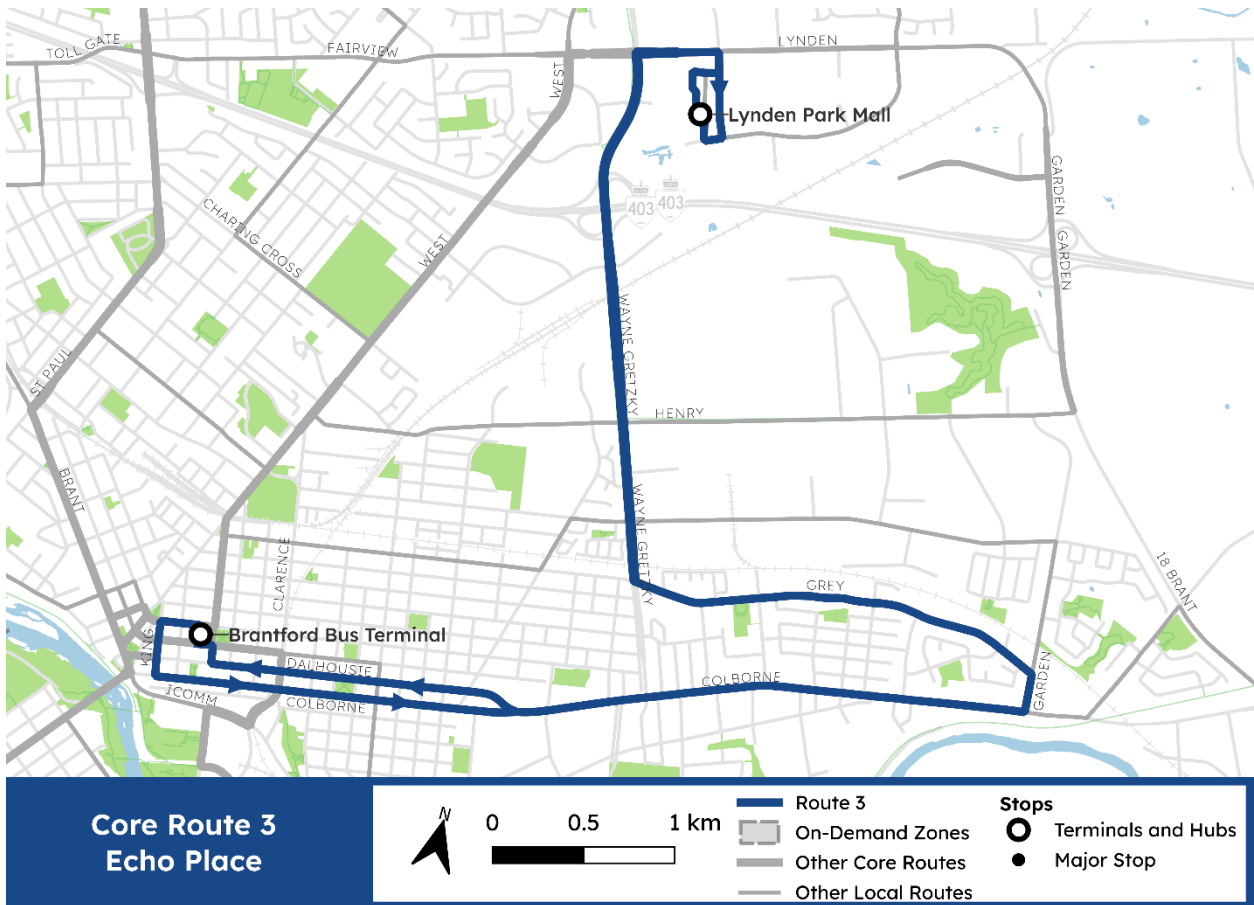 TOLL GATE
FAIRVIEW
LYNDEN
WEST
Lynden Park Mall
GARDEN
403
403
CHARING CROSS
WEST
GARDEN
GARDEN
WAYNE GRETZKY
ST PAUL
HENRY
BRANT
WAYNE GRETZKY
18 BRANT
GREY
CLARENCE
KING
Brantford Bus Terminal
DALHOUSIE
COLBORNE
GARDEN
ICOMM
COLBORNE
Core Route 3
Echo Place
N
0 0.5 1 km
Route 3
On-Demand Zones
Other Core Routes
Other Local Routes
Stops
Terminals and Hubs
Major Stop